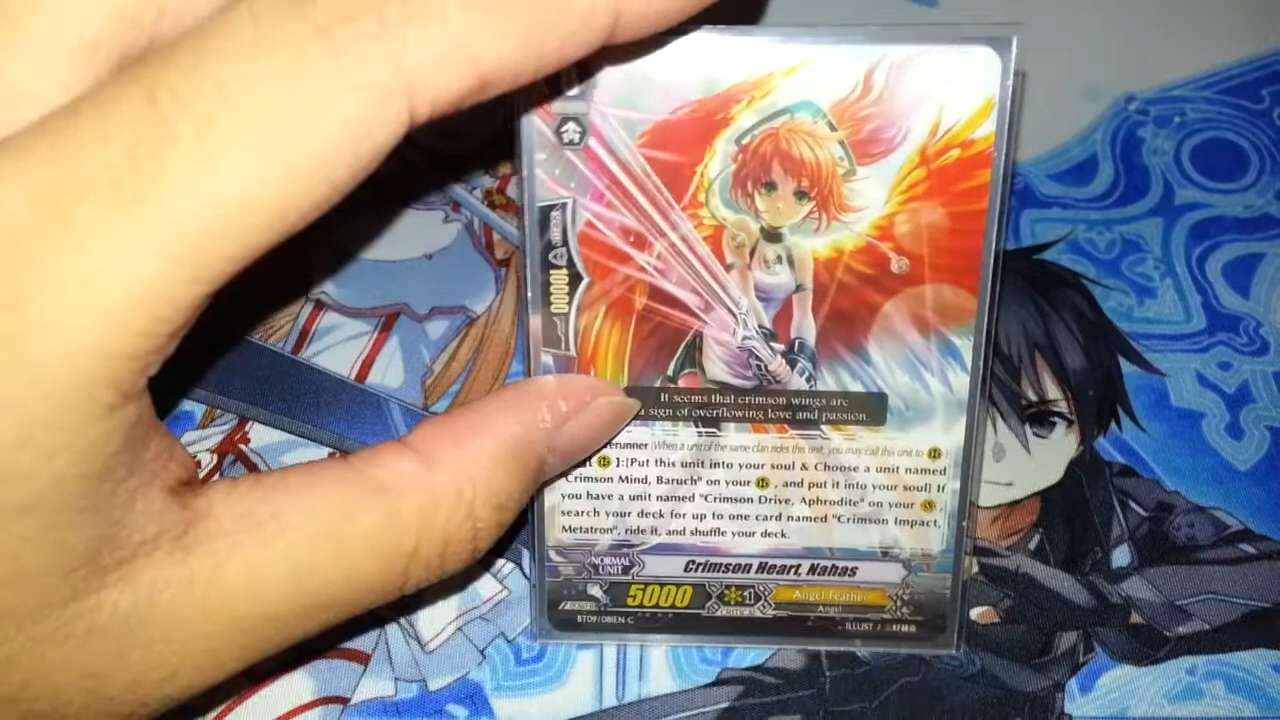 10000
It seems that crimson wings are
a sign of overflowing love and passion.
(When a unit of the same clan rides this unit, you may call this unit to R)
]:[Put this unit into your soul & Choose a unit named
"Crimson Mind, Baruch" on your R, and put it into your soul] If
you have a unit named "Crimson Drive, Aphrodite" on your V,
search your deck for up to one card named "Crimson Impact,
Metatron", ride it, and shuffle your deck.
NORMAL
UNIT
Crimson Heart, Nahas
POWER
5000
1
CRITICAL
Angel Feather
Angel
BT09/081EN C
ILLUST /